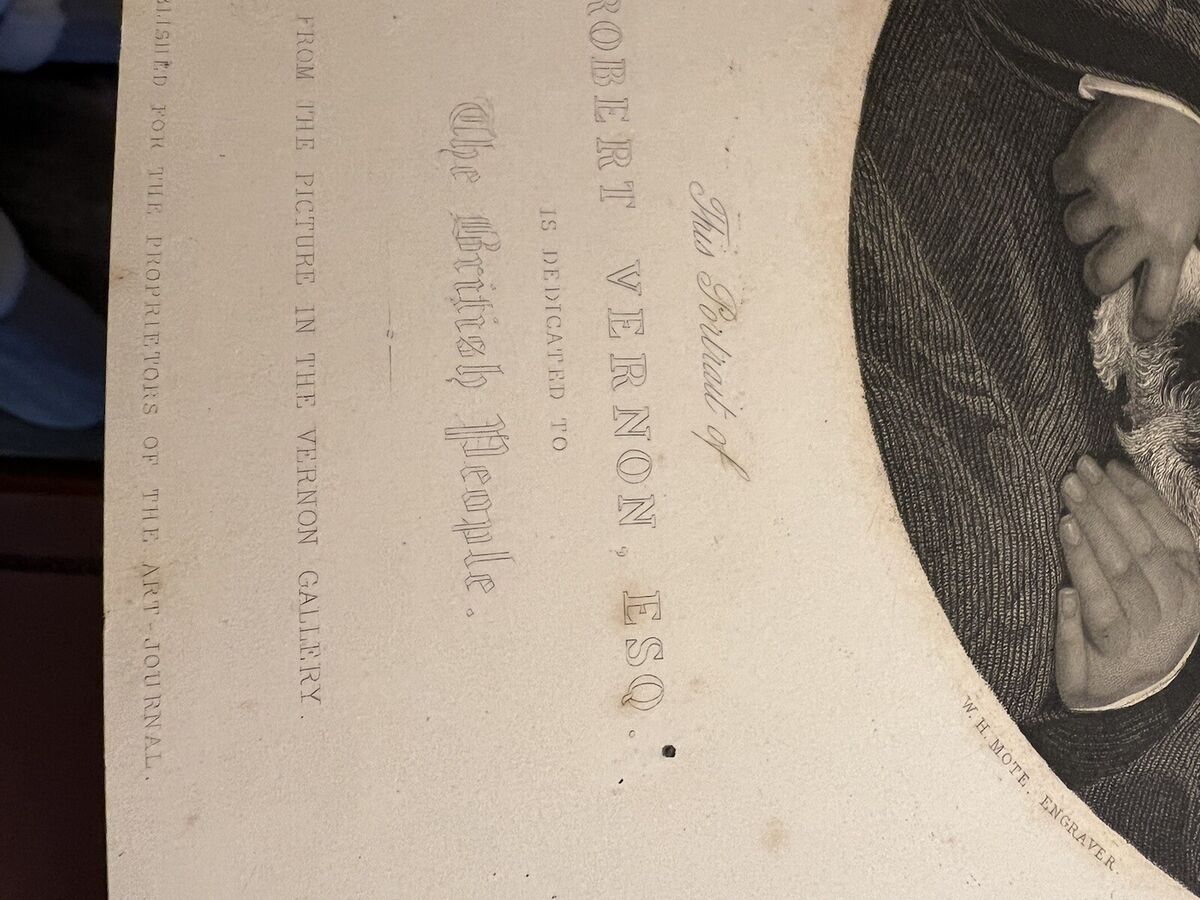 W. H. MOTE. ENGRAVER.
This Portrait of
ROBERT VERNON, ESQ.
IS DEDICATED TO
The British People.
FROM THE PICTURE IN THE VERNON GALLERY.
BLISHED FOR THE PROPRIETORS OF THE ART-JOURNAL.